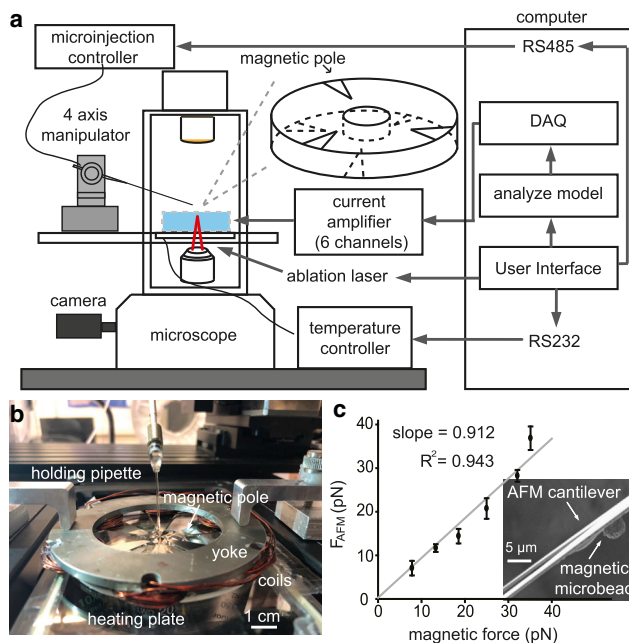 a
computer
microinjection
controller
RS485
magnetic pole
4 axis
manipulator
DAQ
current
amplifier
(6 channels)
analyze model
User Interface
ablation laser
camera
microscope
temperature
controller
RS232
b
holding pipette
magnetic pole
yoke
coils
heating plate
1 cm
c
40
30
20
10
0
F_AFM (pN)
slope = 0.912
R² = 0.943
AFM cantilever
5 µm
magnetic
microbead
0
10
20
30
40
magnetic force (pN)